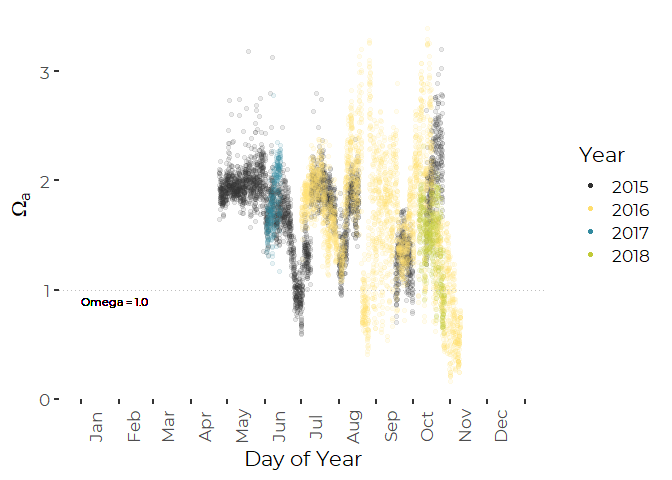 3
2
1
0
Ωa
Omega = 1.0
Jan
Feb
Mar
Apr
May
Jun
Jul
Aug
Sep
Oct
Nov
Dec
Day of Year
Year
2015
2016
2017
2018